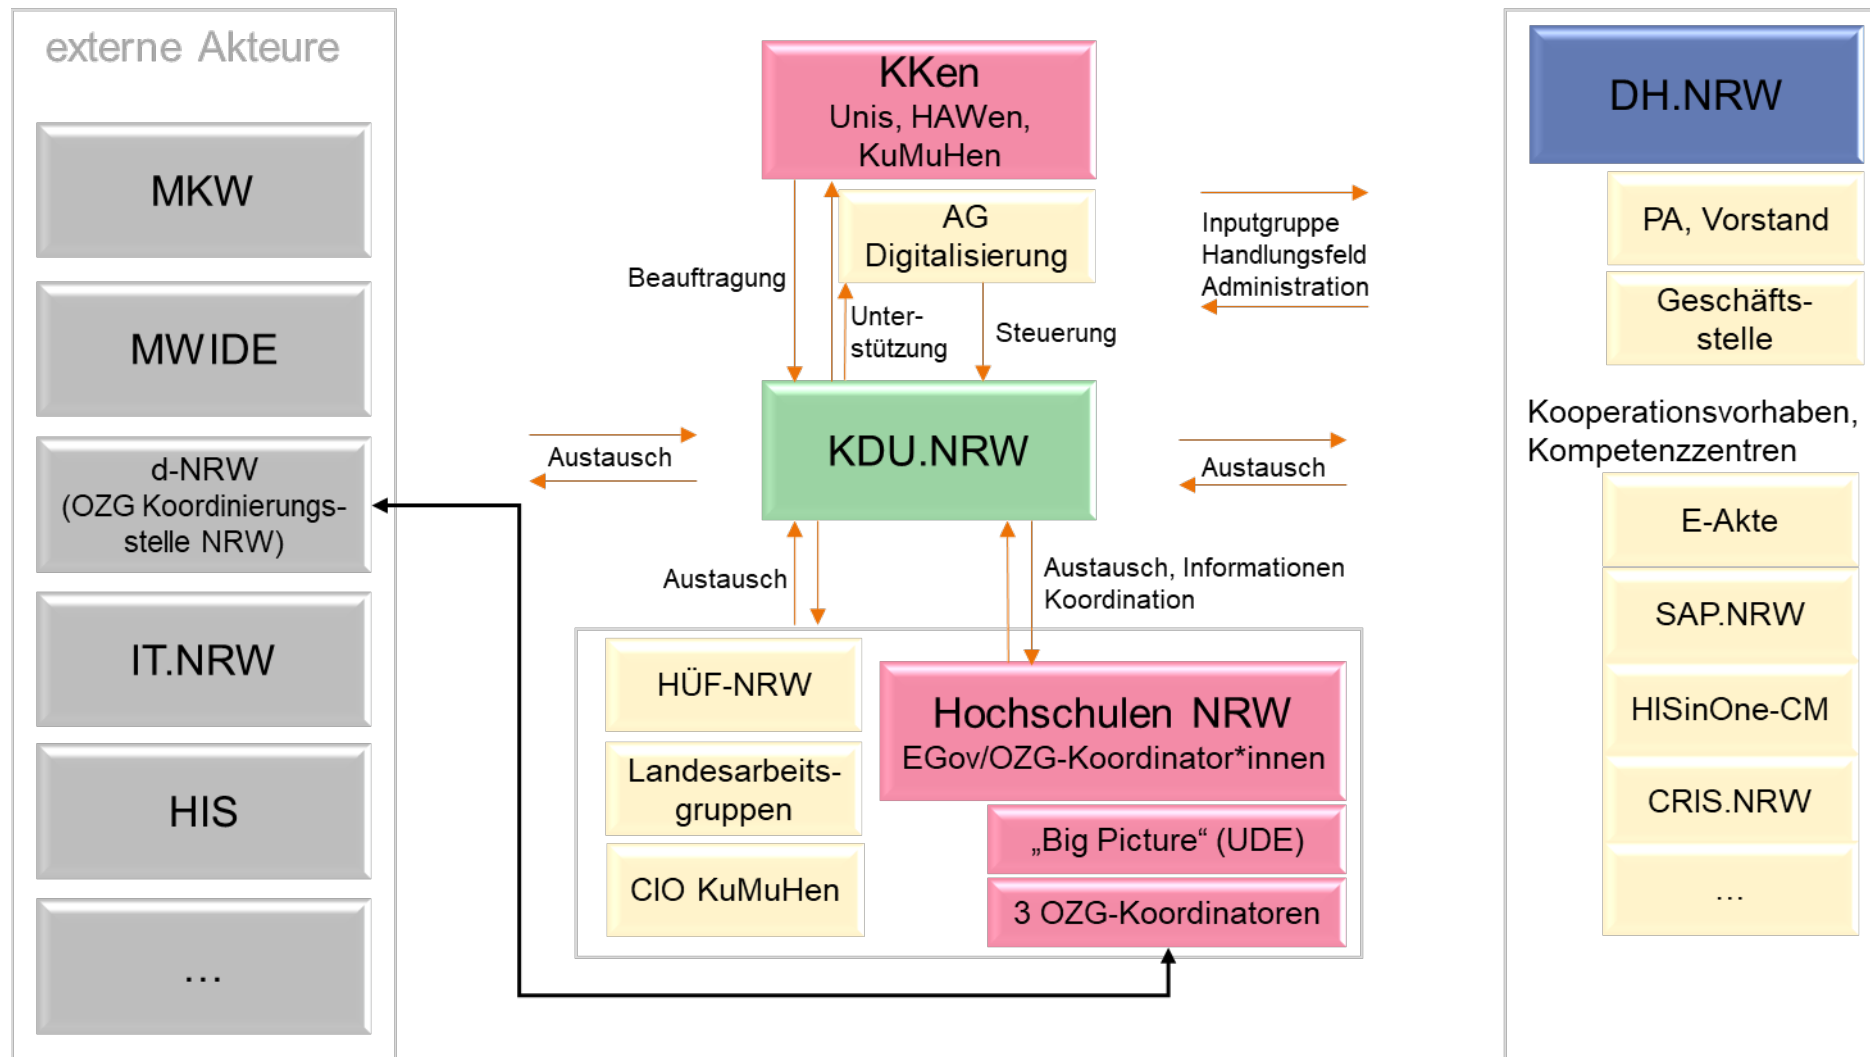 externe Akteure
MKW
MWIDE
d-NRW
(OZG Koordinierungs-
stelle NRW)
IT.NRW
HIS
...
KKen
Unis, HAWen,
KuMuHen
AG
Digitalisierung
Beauftragung
Unter-
stützung
Steuerung
Inputgruppe
Handlungsfeld
Administration
Austausch
KDU.NRW
Austausch
Austausch
Austausch, Informationen
Koordination
HÜF-NRW
Landesarbeits-
gruppen
CIO KuMuHen
Hochschulen NRW
EGov/OZG-Koordinator*innen
„Big Picture“ (UDE)
3 OZG-Koordinatoren
DH.NRW
PA, Vorstand
Geschäfts-
stelle
Kooperationsvorhaben,
Kompetenzzentren
E-Akte
SAP.NRW
HISinOne-CM
CRIS.NRW
...